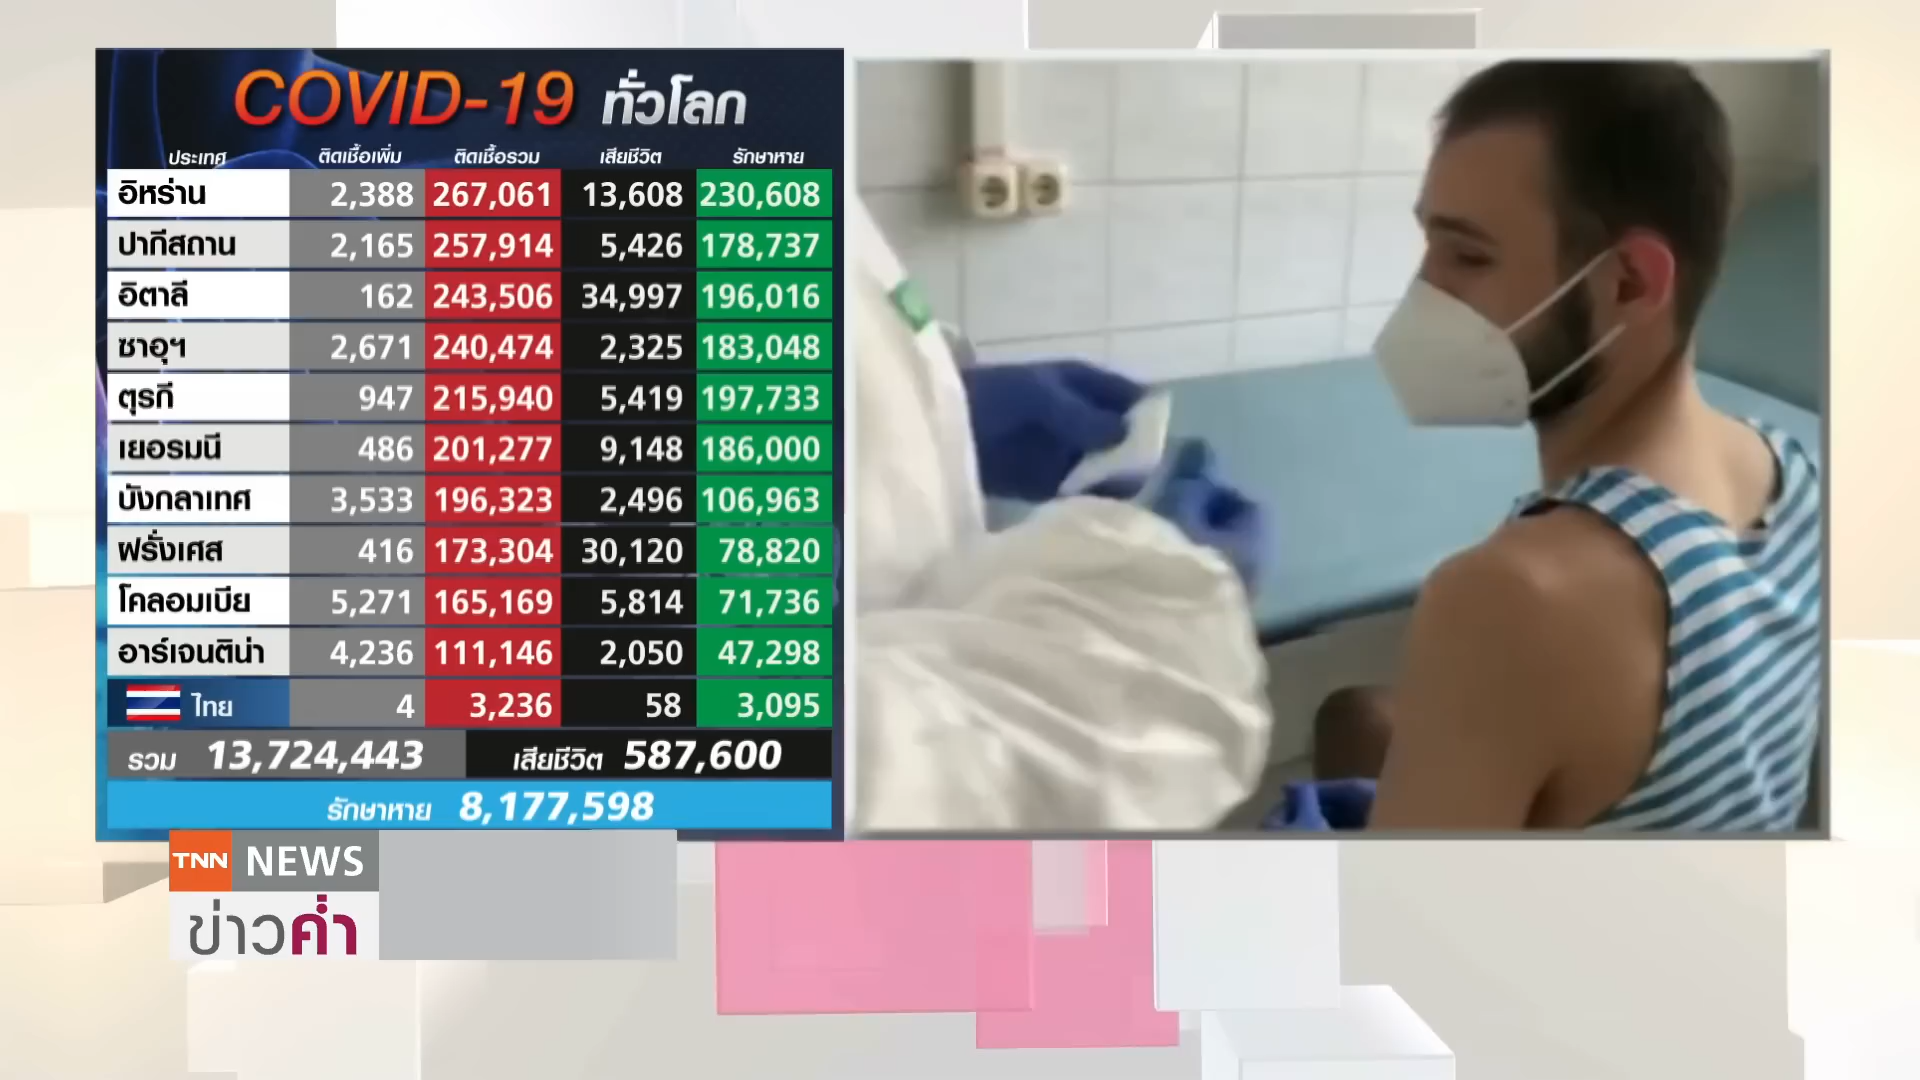 COVID-19 ทั่วโลก
ประเทศ ติดเชื้อเพิ่ม ติดเชื้อรวม เสียชีวิต รักษาหาย
อิหร่าน 2,388 267,061 13,608 230,608
ปากีสถาน 2,165 257,914 5,426 178,737
อิตาลี 162 243,506 34,997 196,016
ซาอุฯ 2,671 240,474 2,325 183,048
ตุรกี 947 215,940 5,419 197,733
เยอรมนี 486 201,277 9,148 186,000
บังกลาเทศ 3,533 196,323 2,496 106,963
ฝรั่งเศส 416 173,304 30,120 78,820
โคลอมเบีย 5,271 165,169 5,814 71,736
อาร์เจนติน่า 4,236 111,146 2,050 47,298
ไทย 4 3,236 58 3,095
รวม 13,724,443 เสียชีวิต 587,600
รักษาหาย 8,177,598
TNN NEWS
ข่าวค่ำ